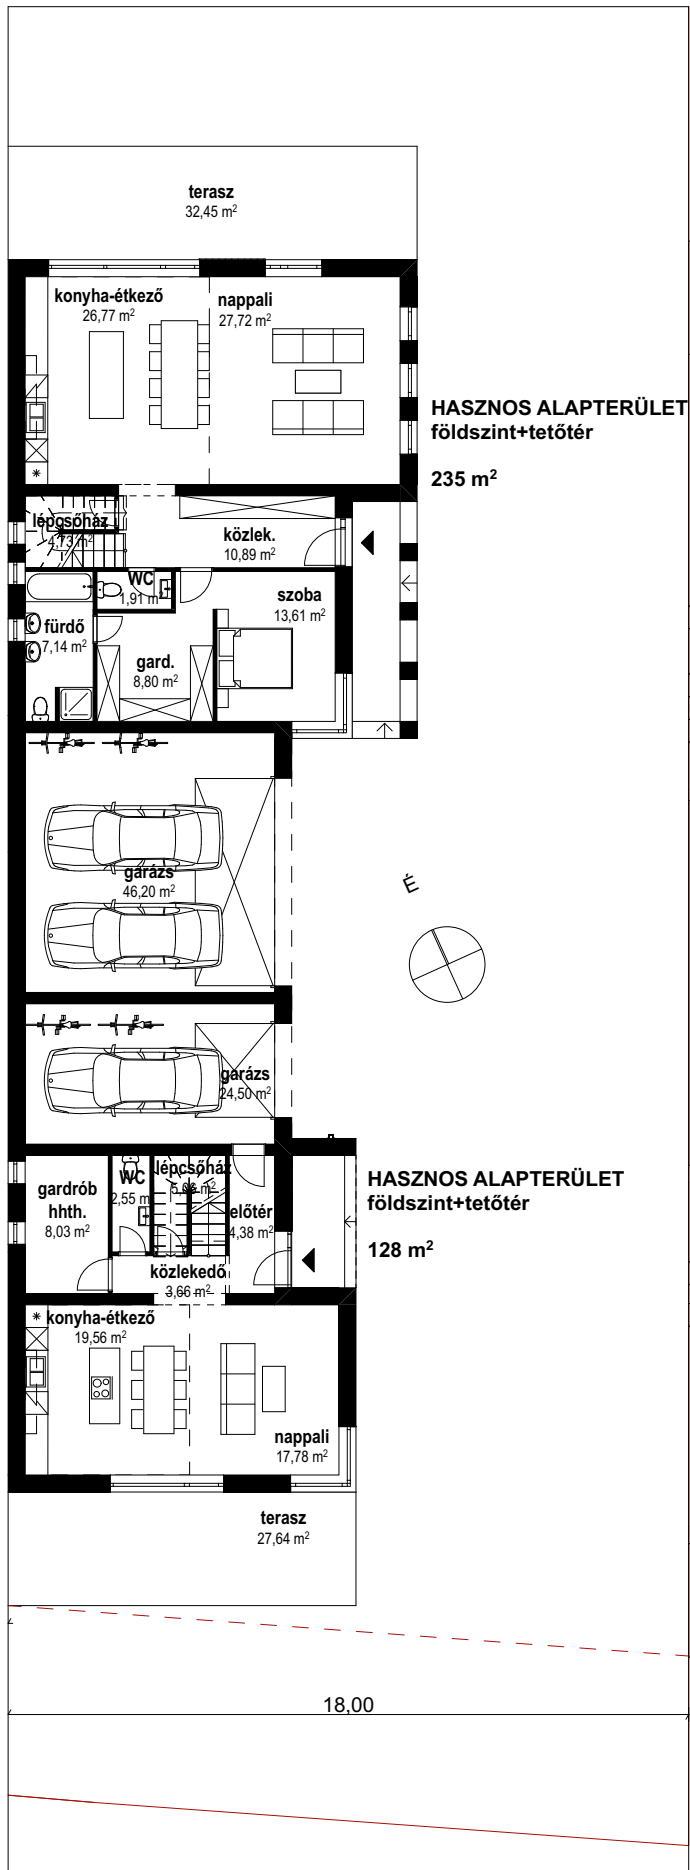 terasz
32,45 m²
konyha-étkező
26,77 m²
nappali
27,72 m²
HASZNOS ALAPTERÜLET
földszint+tetőtér
235 m²
lépcsőház
4,73 m²
közlek.
10,89 m²
WC
1,91 m²
szoba
13,61 m²
fürdő
7,14 m²
gard.
8,80 m²
garázs
46,20 m²
É
garázs
24,50 m²
HASZNOS ALAPTERÜLET
földszint+tetőtér
128 m²
gardrób
hhth.
8,03 m²
WC
2,55 m
lépcsőház
előtér
4,38 m²
közlekedő
3,66 m²
konyha-étkező
19,56 m²
nappali
17,78 m²
terasz
27,64 m²
18,00